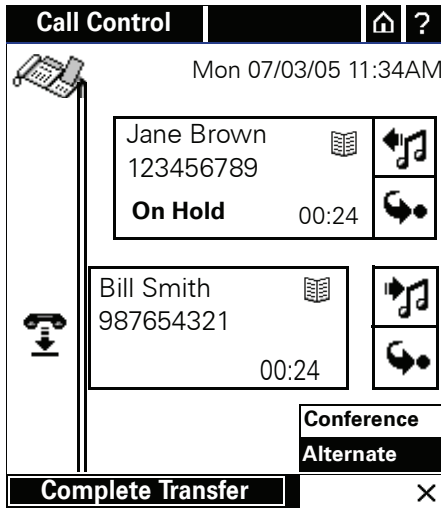 Call Control ?
Mon 07/03/05 11:34AM
Jane Brown
123456789
On Hold 00:24
Bill Smith
987654321
00:24
Conference
Alternate
Complete Transfer